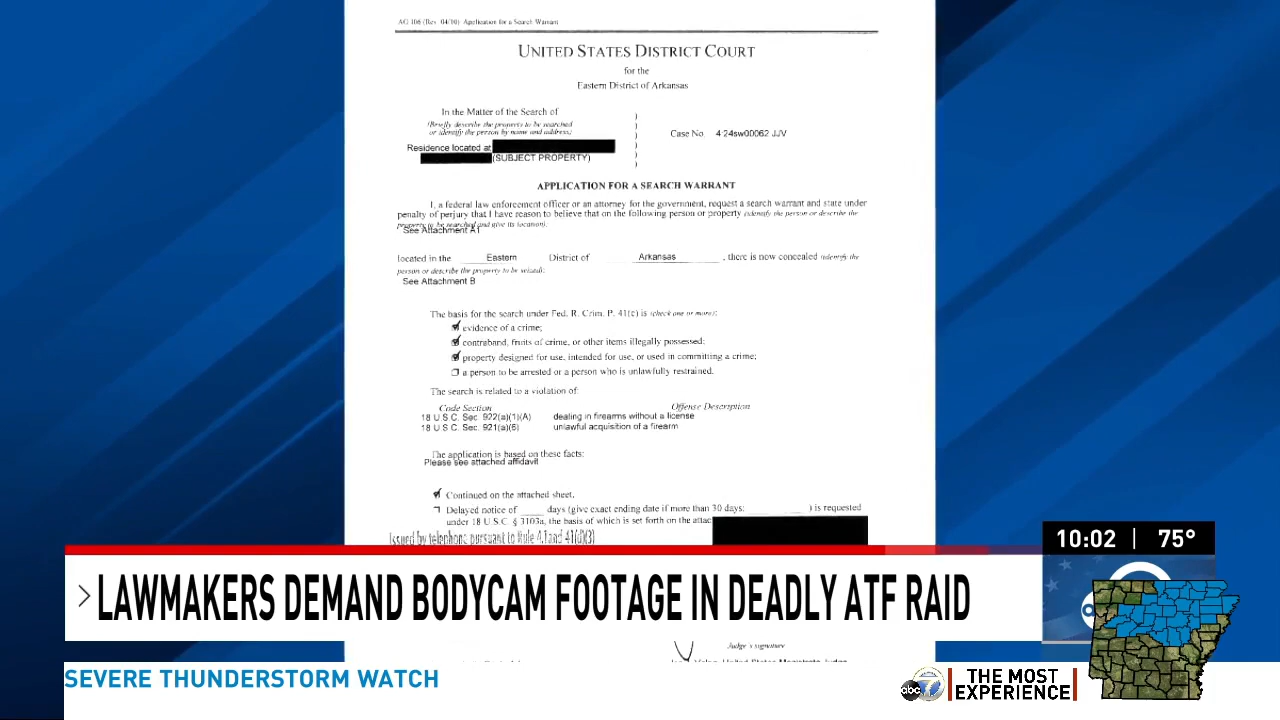 AO 106 (Rev. 04/10) Application for a Search Warrant
UNITED STATES DISTRICT COURT
for the
Eastern District of Arkansas
In the Matter of the Search of
(Briefly describe the property to be searched
or identify the person by name and address)
Residence located at
(SUBJECT PROPERTY)
Case No. 4:24sw00062 JJV
APPLICATION FOR A SEARCH WARRANT
I, a federal law enforcement officer or an attorney for the government, request a search warrant and state under
penalty of perjury that I have reason to believe that on the following person or property (identify the person or describe the
property to be searched and give its location):
See Attachment A1
located in the Eastern District of Arkansas , there is now concealed (identify the
person or describe the property to be seized):
See Attachment B
The basis for the search under Fed. R. Crim. P. 41(c) is (check one or more):
evidence of a crime;
contraband, fruits of crime, or other items illegally possessed;
property designed for use, intended for use, or used in committing a crime;
a person to be arrested or a person who is unlawfully restrained.
The search is related to a violation of:
Code Section Offense Description
18 U.S.C. Sec. 922(a)(1)(A) dealing in firearms without a license
18 U.S.C. Sec. 921(a)(6) unlawful acquisition of a firearm
The application is based on these facts:
Please see attached affidavit
Continued on the attached sheet.
Delayed notice of ____ days (give exact ending date if more than 30 days: ________ ) is requested
under 18 U.S.C. § 3103a, the basis of which is set forth on the attac
Issued by telephone pursuant to Rule 4.1 and 41(d)(3)
10:02 | 75°
> LAWMAKERS DEMAND BODYCAM FOOTAGE IN DEADLY ATF RAID
Judge's signature
United States Magistrate Judge
SEVERE THUNDERSTORM WATCH
abc 7
THE MOST
EXPERIENCE